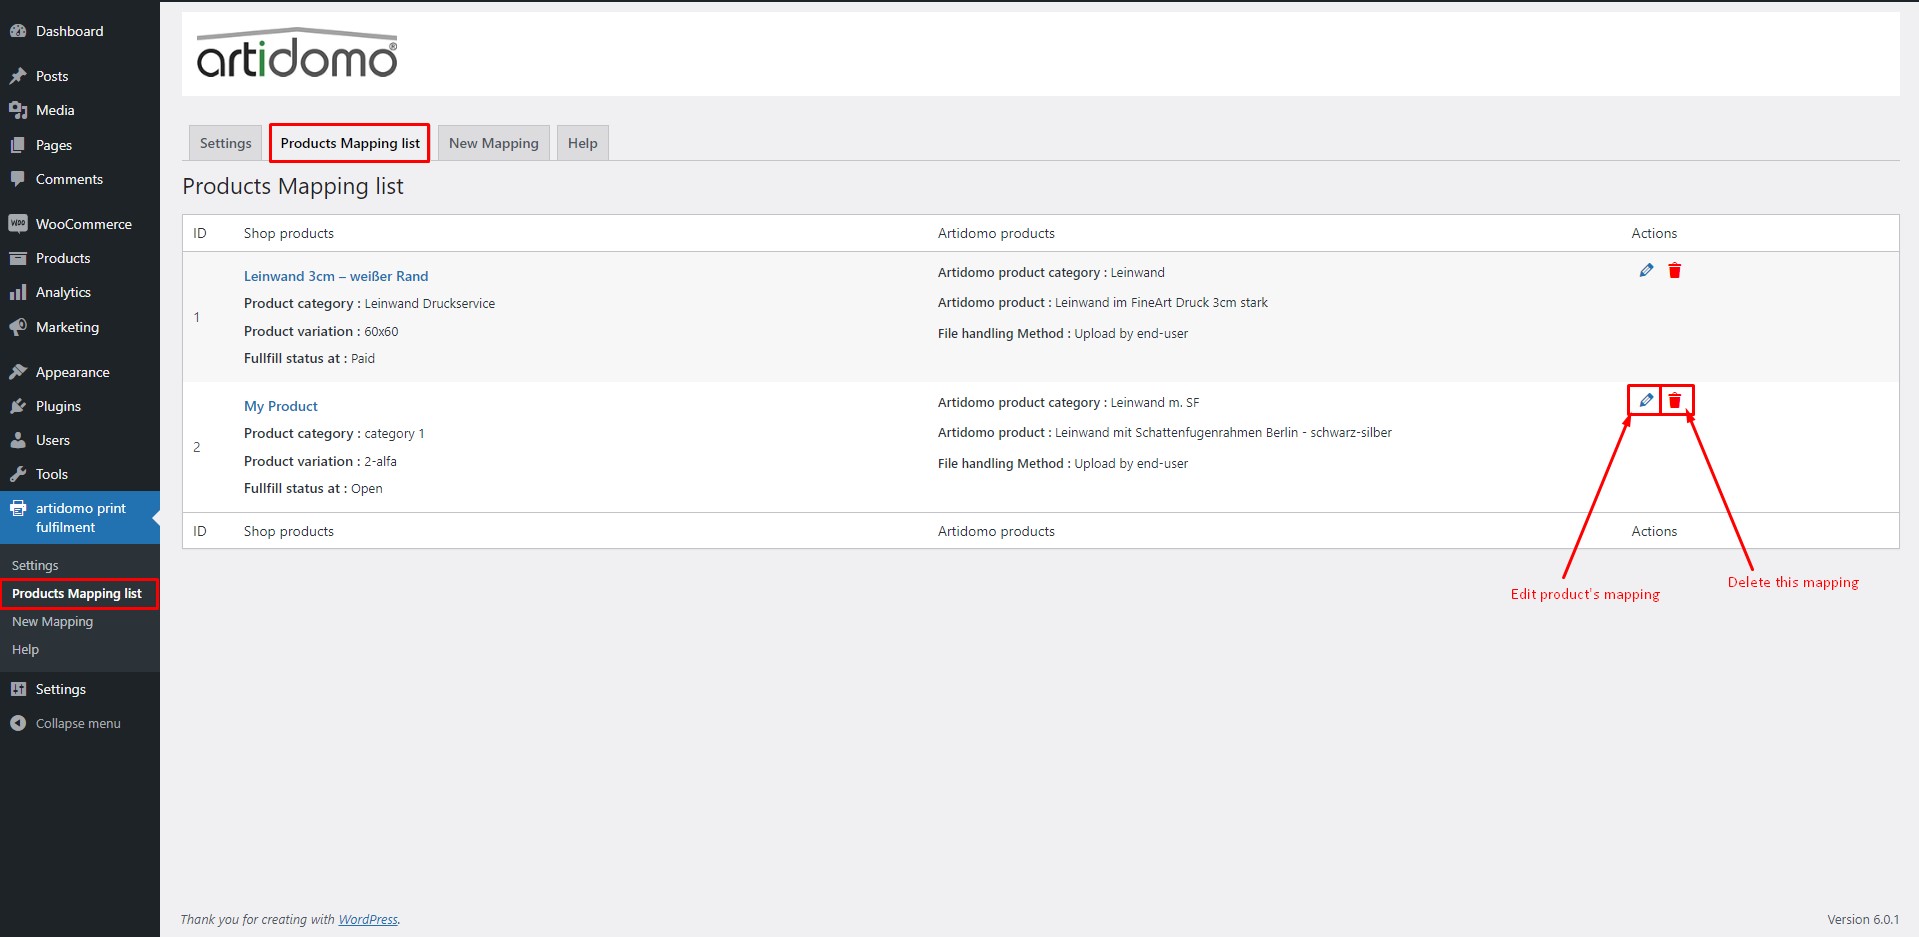 Dashboard
Posts
Media
Pages
Comments
WooCommerce
Products
Analytics
Marketing
Appearance
Plugins
Users
Tools
artidomo print
fulfilment
Settings
Products Mapping list
New Mapping
Help
Settings
Collapse menu
artidomo®
Settings
Products Mapping list
New Mapping
Help
Products Mapping list
ID Shop products Artidomo products Actions
1
Leinwand 3cm – weißer Rand
Product category : Leinwand Druckservice
Product variation : 60x60
Fullfill status at : Paid
Artidomo product category : Leinwand
Artidomo product : Leinwand im FineArt Druck 3cm stark
File handling Method : Upload by end-user
2
My Product
Product category : category 1
Product variation : 2-alfa
Fullfill status at : Open
Artidomo product category : Leinwand m. SF
Artidomo product : Leinwand mit Schattenfugenrahmen Berlin - schwarz-silber
File handling Method : Upload by end-user
ID Shop products Artidomo products Actions
Edit product's mapping
Delete this mapping
Thank you for creating with WordPress.
Version 6.0.1